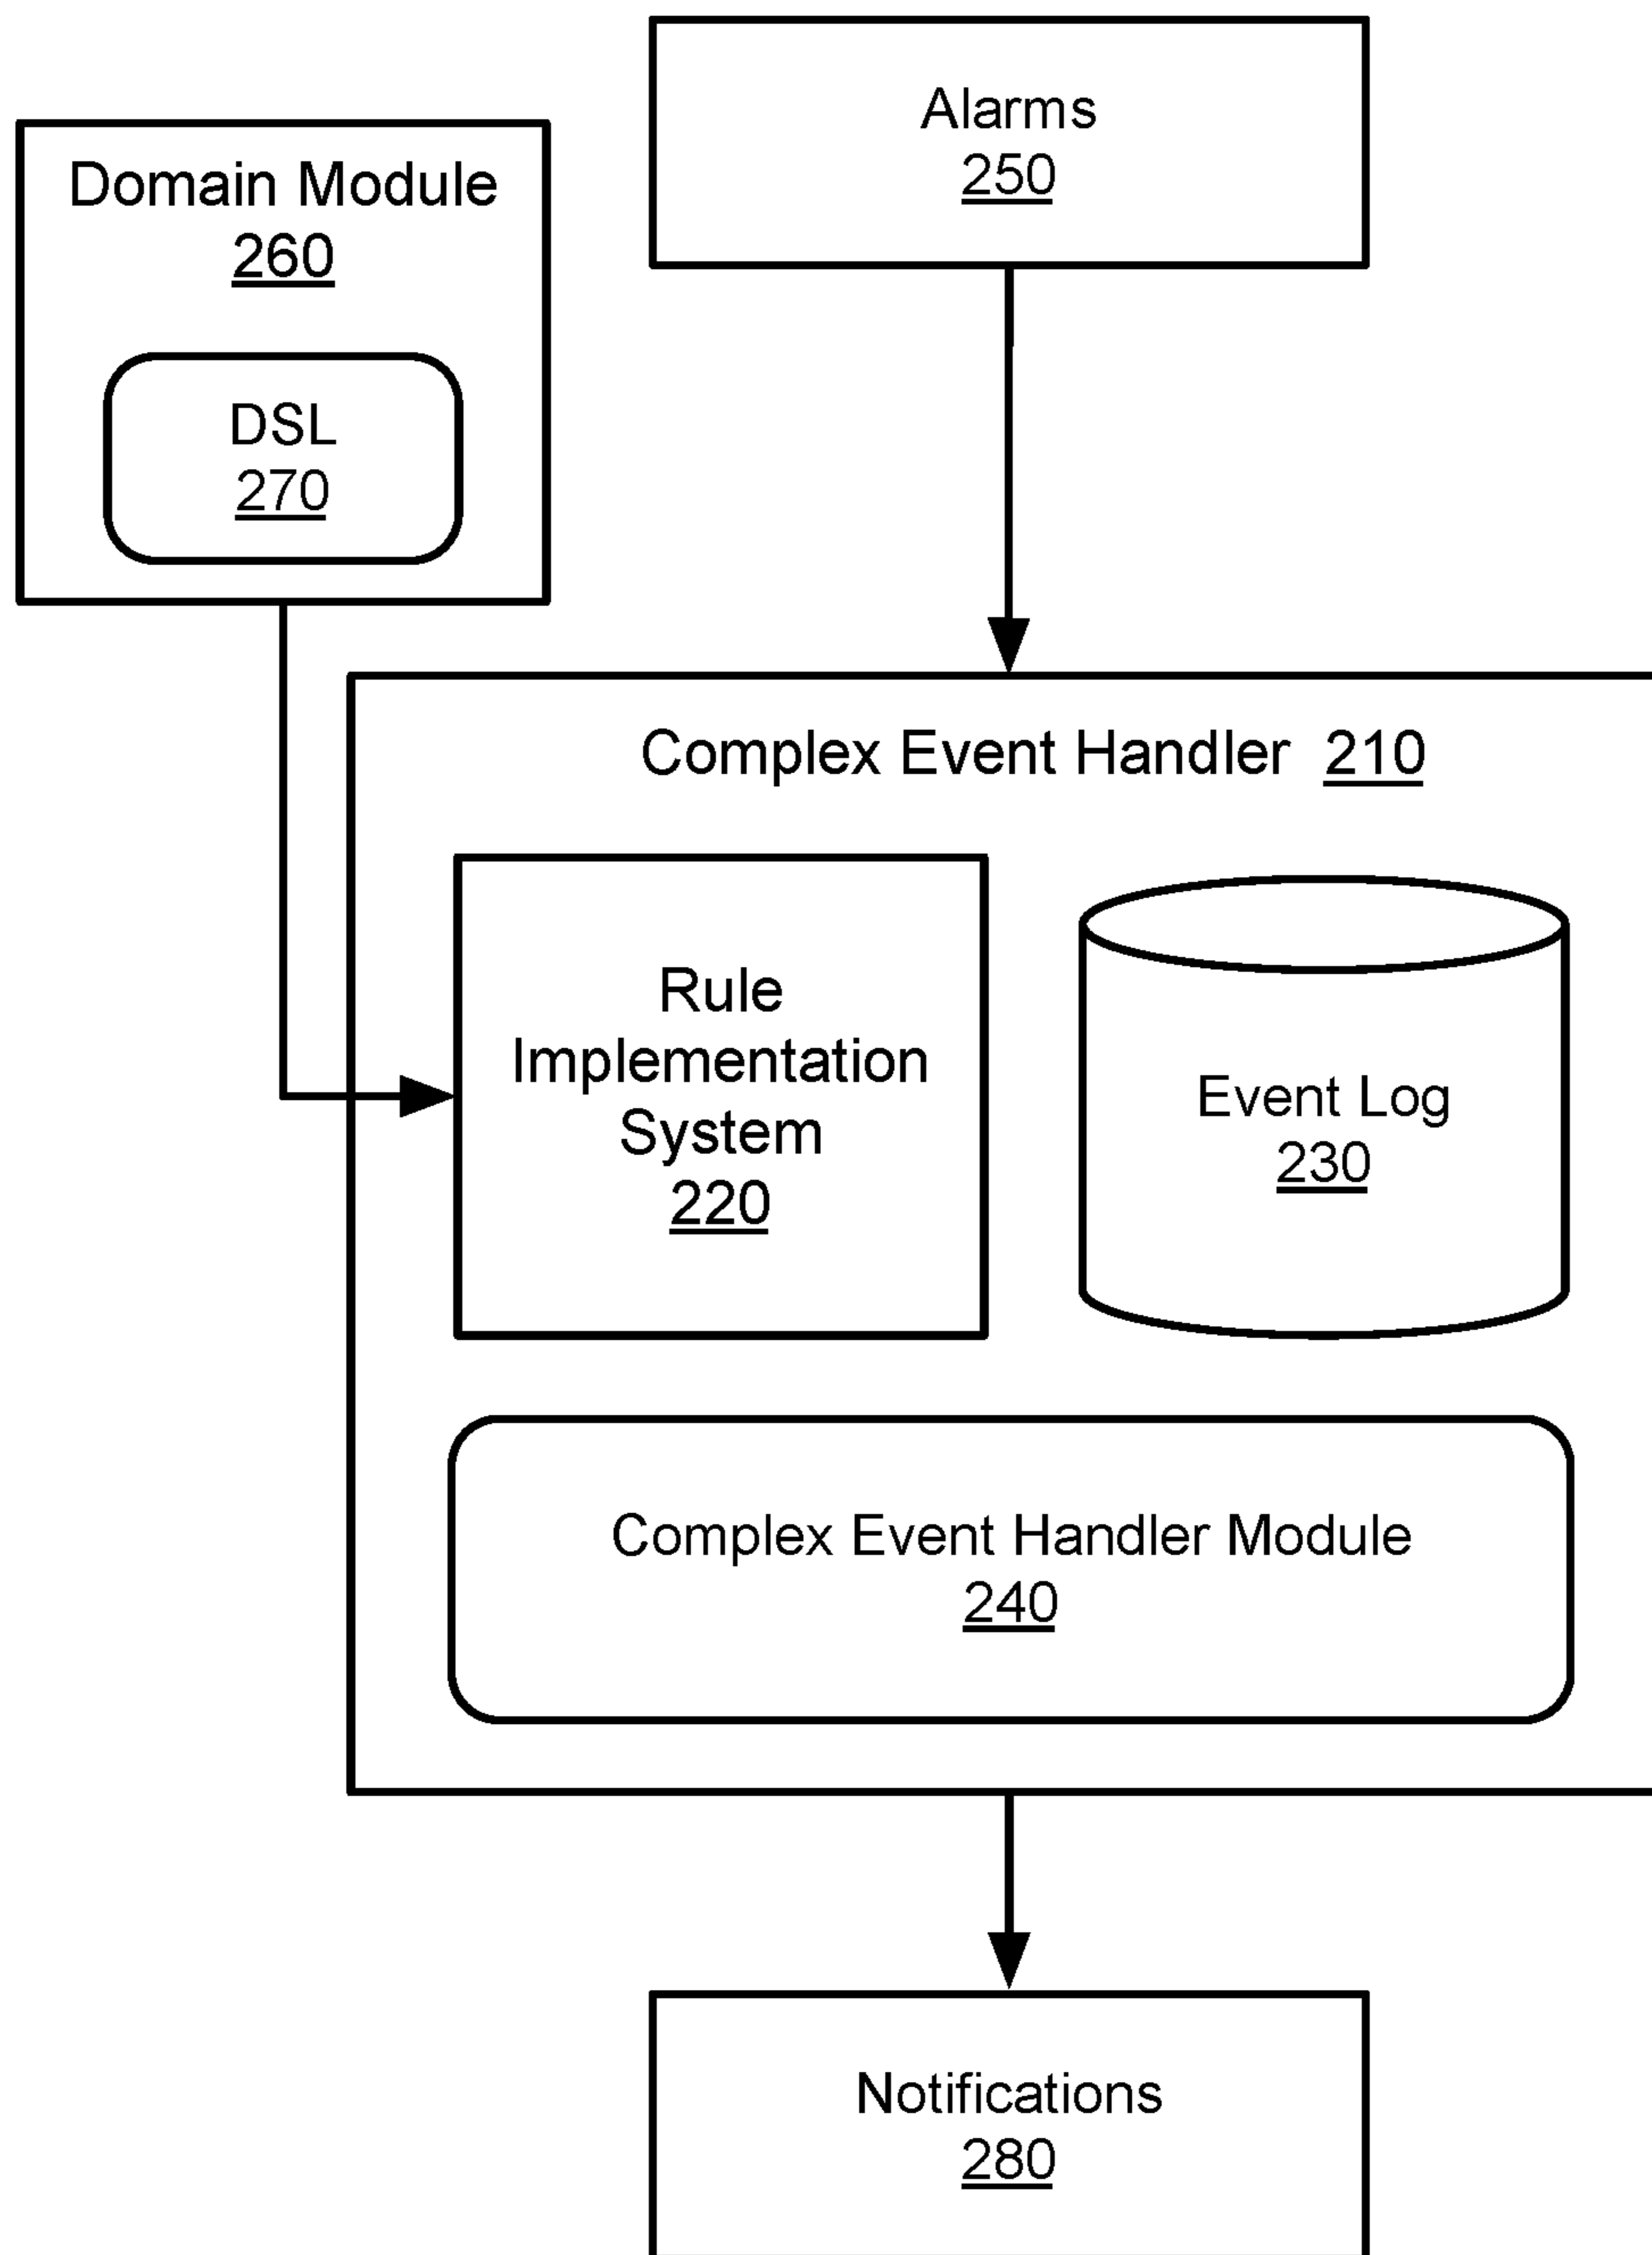 Alarms
250
Domain Module
260
DSL
270
Complex Event Handler 210
Rule
Implementation
System
220
Event Log
230
Complex Event Handler Module
240
Notifications
280